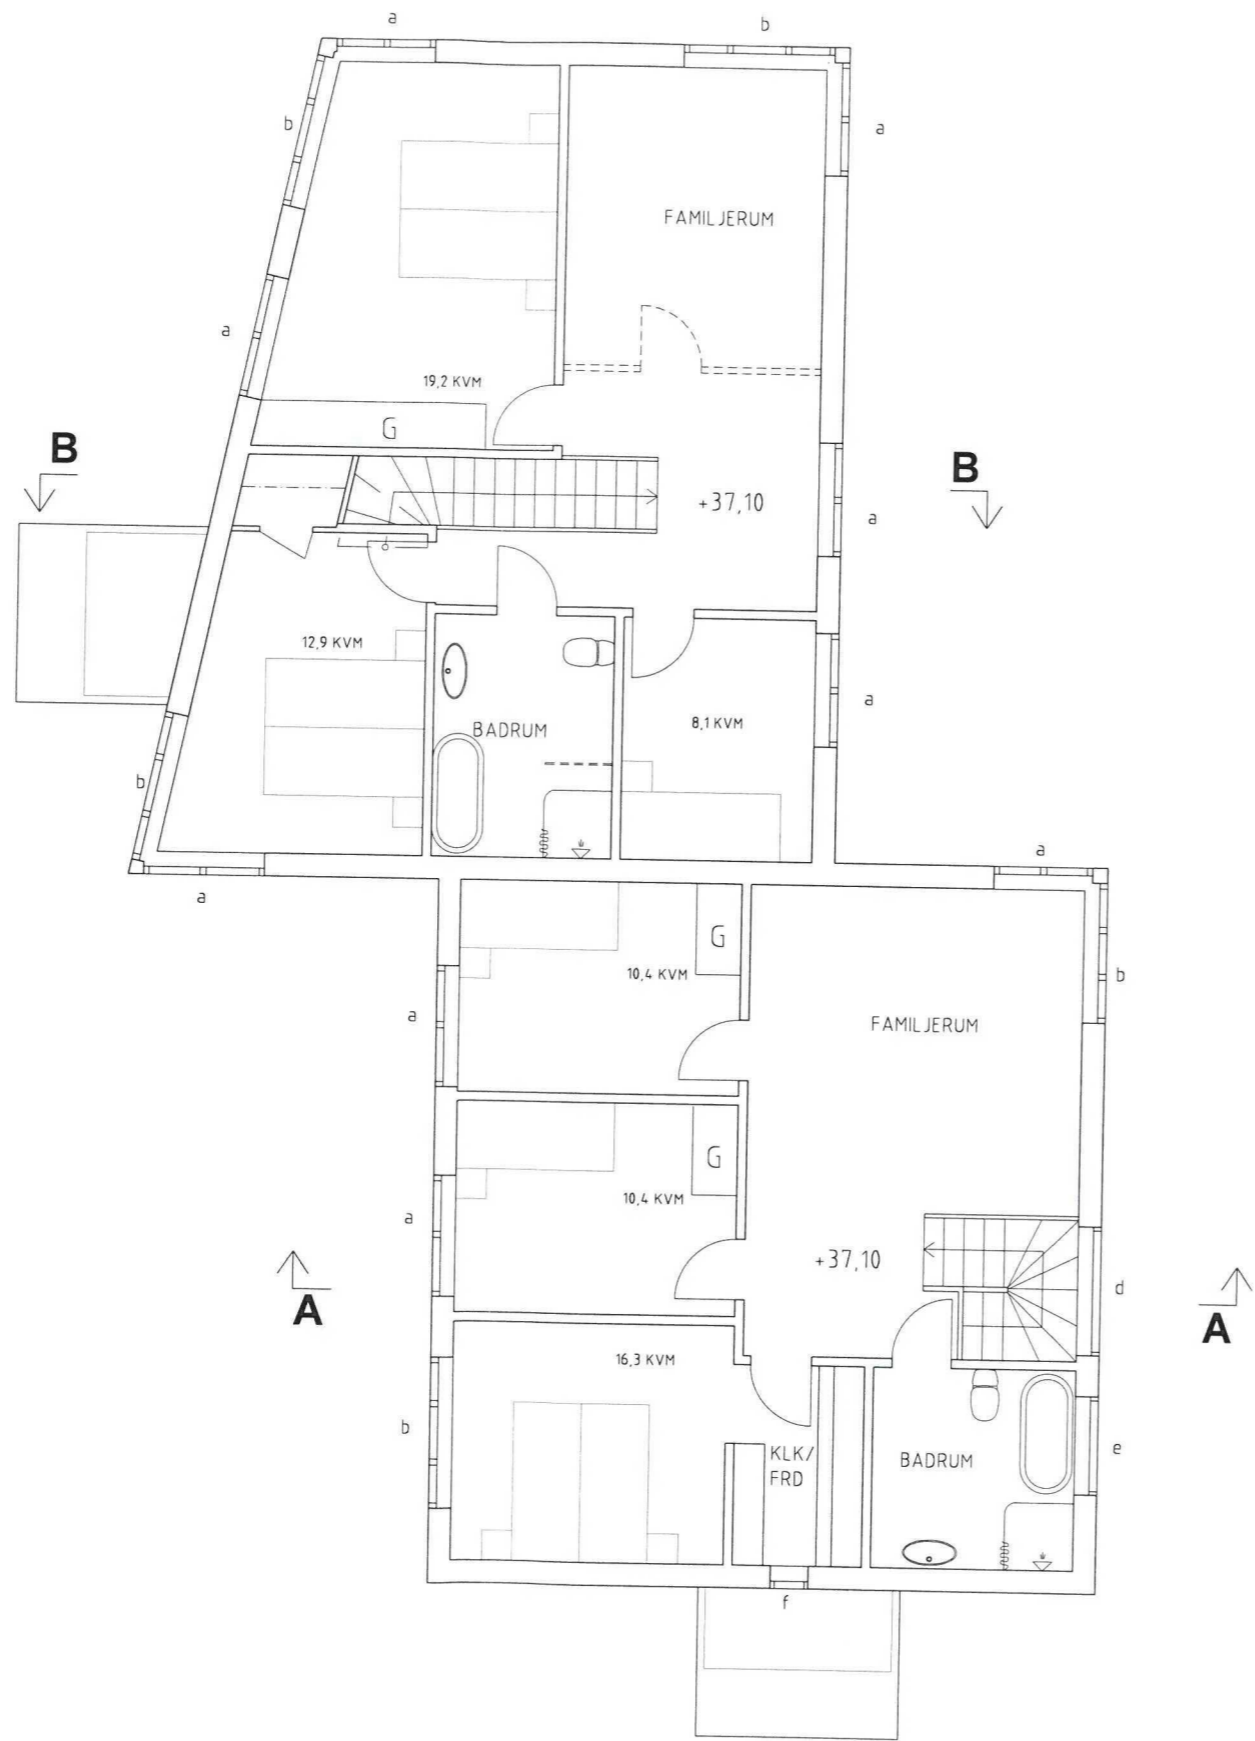 a
b
b
a
FAMILJERUM
a
19,2 KVM
G
B
B
+37,10
a
12,9 KVM
a
8,1 KVM
BADRUM
b
a
a
G
10,4 KVM
b
a
FAMILJERUM
G
10,4 KVM
a
+37,10
d
A
A
16,3 KVM
b
KLK/
FRD
BADRUM
e
f